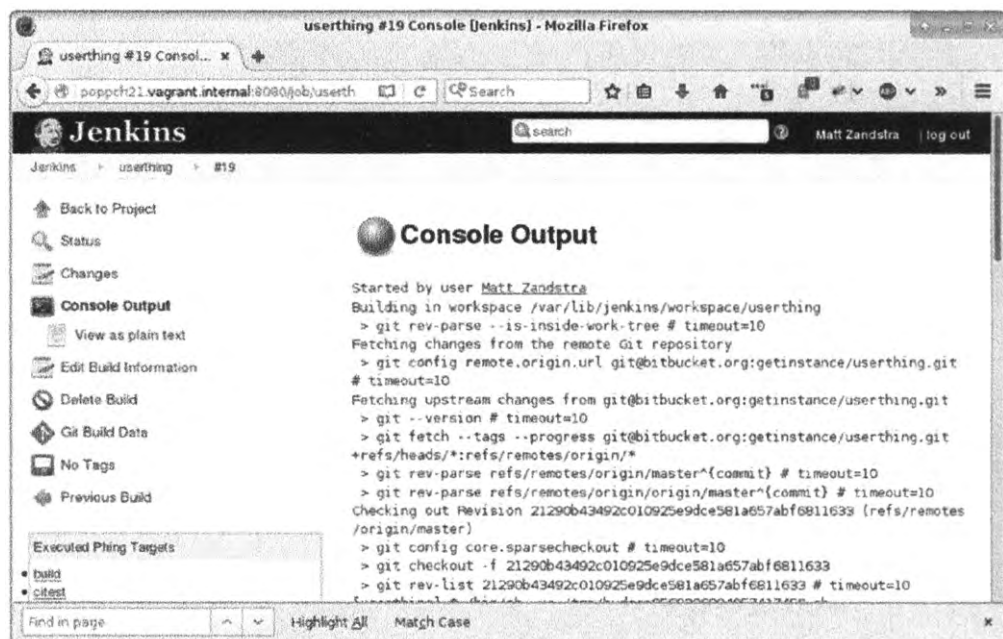 userthing #19 Console [Jenkins] - Mozilla Firefox
userthing #19 Consol... ×
poppch21.vagrant.internal:8080/job/userth
Search
Jenkins
search
Matt Zandstra | log out
Jenkins userthing #19
Back to Project
Status
Changes
Console Output
View as plain text
Edit Build Information
Delete Build
Git Build Data
No Tags
Previous Build
Executed Phing Targets
build
citest
Console Output
Started by user Matt Zandstra
Building in workspace /var/lib/jenkins/workspace/userthing
> git rev-parse --is-inside-work-tree # timeout=10
Fetching changes from the remote Git repository
> git config remote.origin.url git@bitbucket.org:getinstance/userthing.git
# timeout=10
Fetching upstream changes from git@bitbucket.org:getinstance/userthing.git
> git --version # timeout=10
> git fetch --tags --progress git@bitbucket.org:getinstance/userthing.git
+refs/heads/*:refs/remotes/origin/*
> git rev-parse refs/remotes/origin/master^{commit} # timeout=10
> git rev-parse refs/remotes/origin/origin/master^{commit} # timeout=10
Checking out Revision 21290b43492c010925e9dce581a657abf6811633 (refs/remotes
/origin/master)
> git config core.sparsecheckout # timeout=10
> git checkout -f 21290b43492c010925e9dce581a657abf6811633
> git rev-list 21290b43492c010925e9dce581a657abf6811633 # timeout=10
Find in page
Highlight All
Match Case